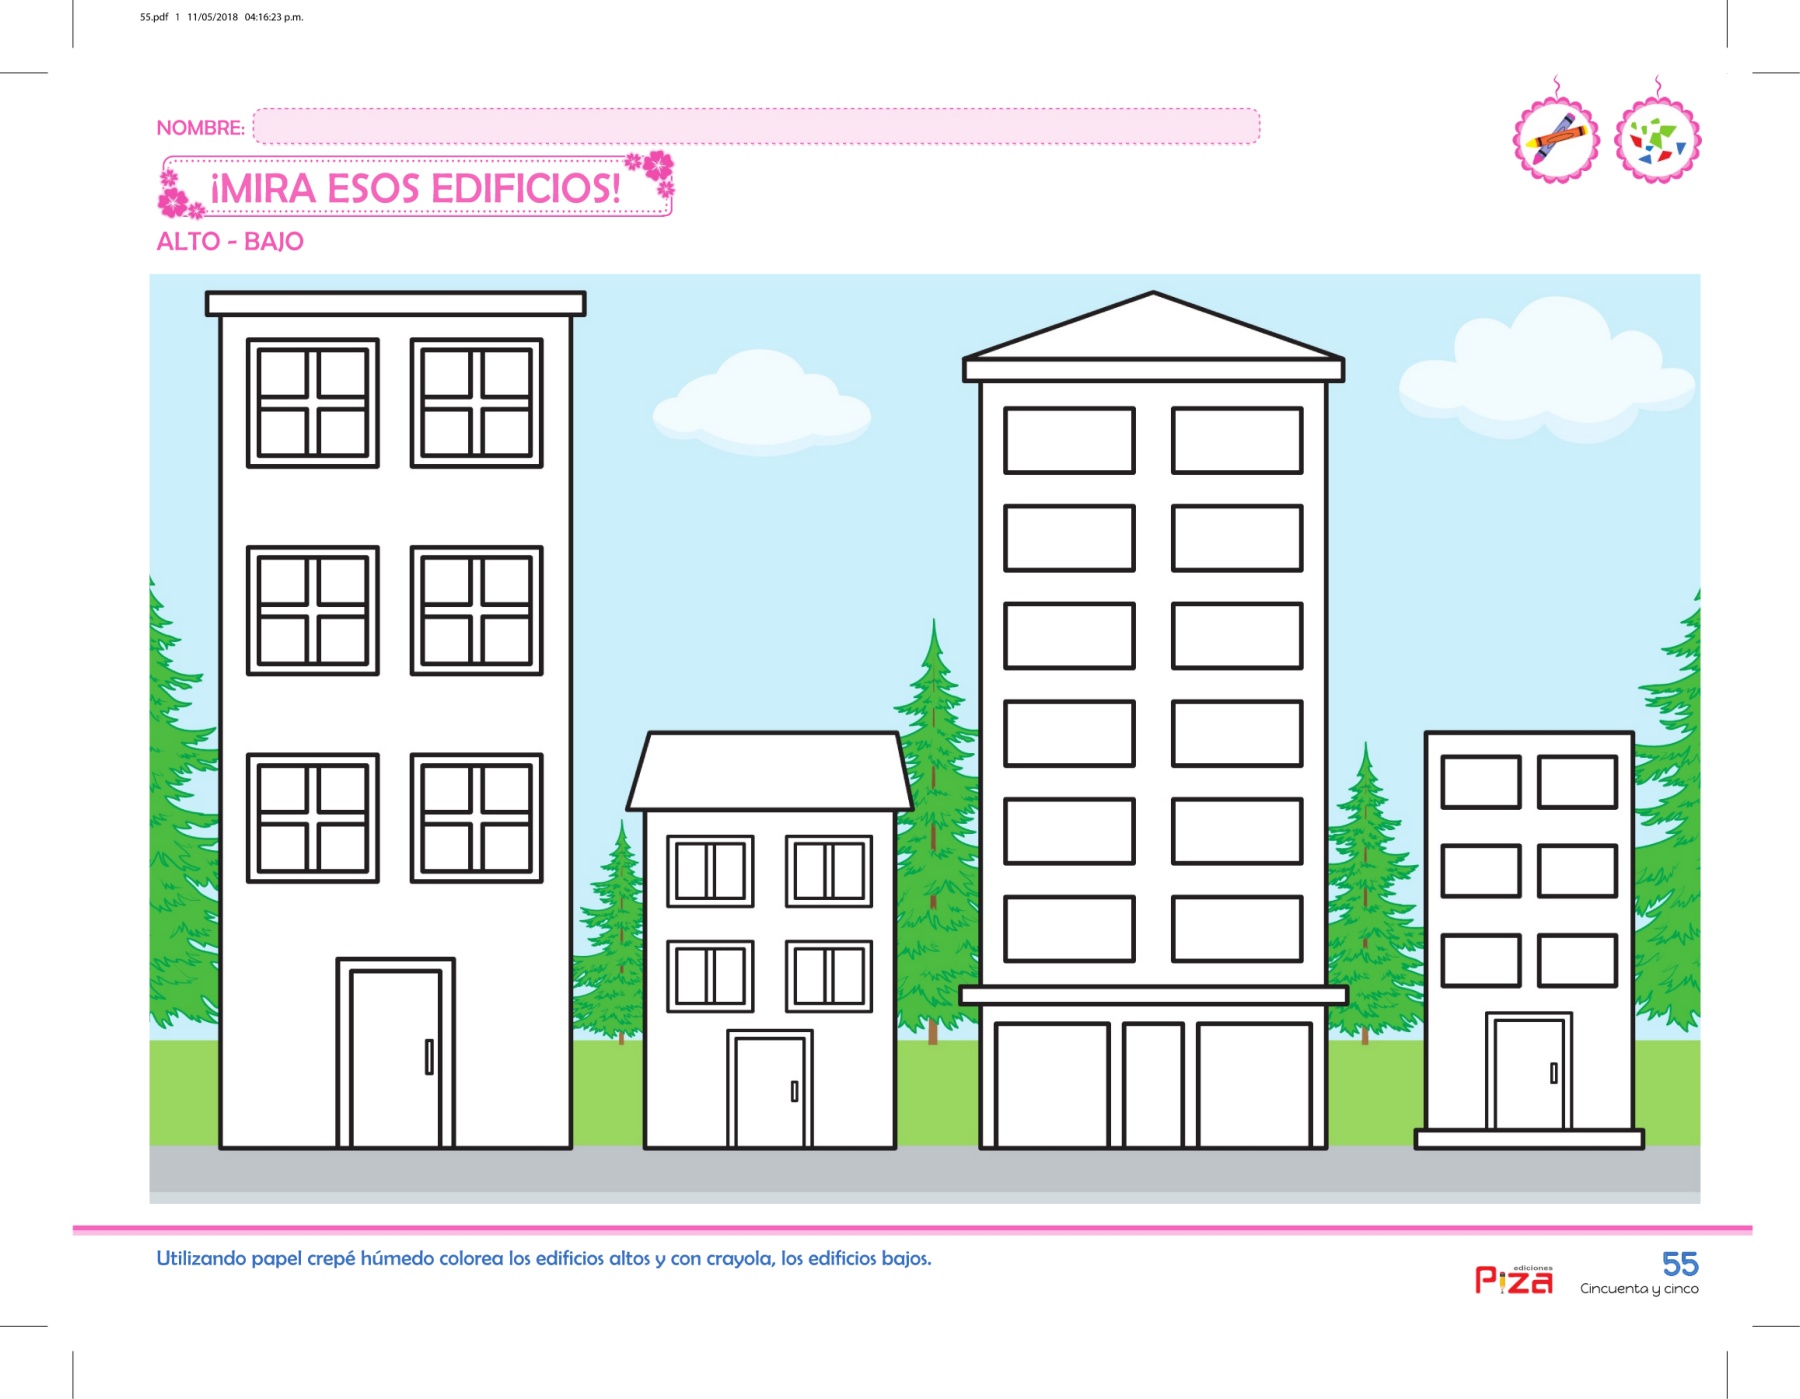 55.pdf 1 11/05/2018 04:16:23 p.m.
NOMBRE:
¡MIRA ESOS EDIFICIOS!
ALTO - BAJO
Utilizando papel crepé húmedo colorea los edificios altos y con crayola, los edificios bajos.
ediciones
Piza
55
Cincuenta y cinco